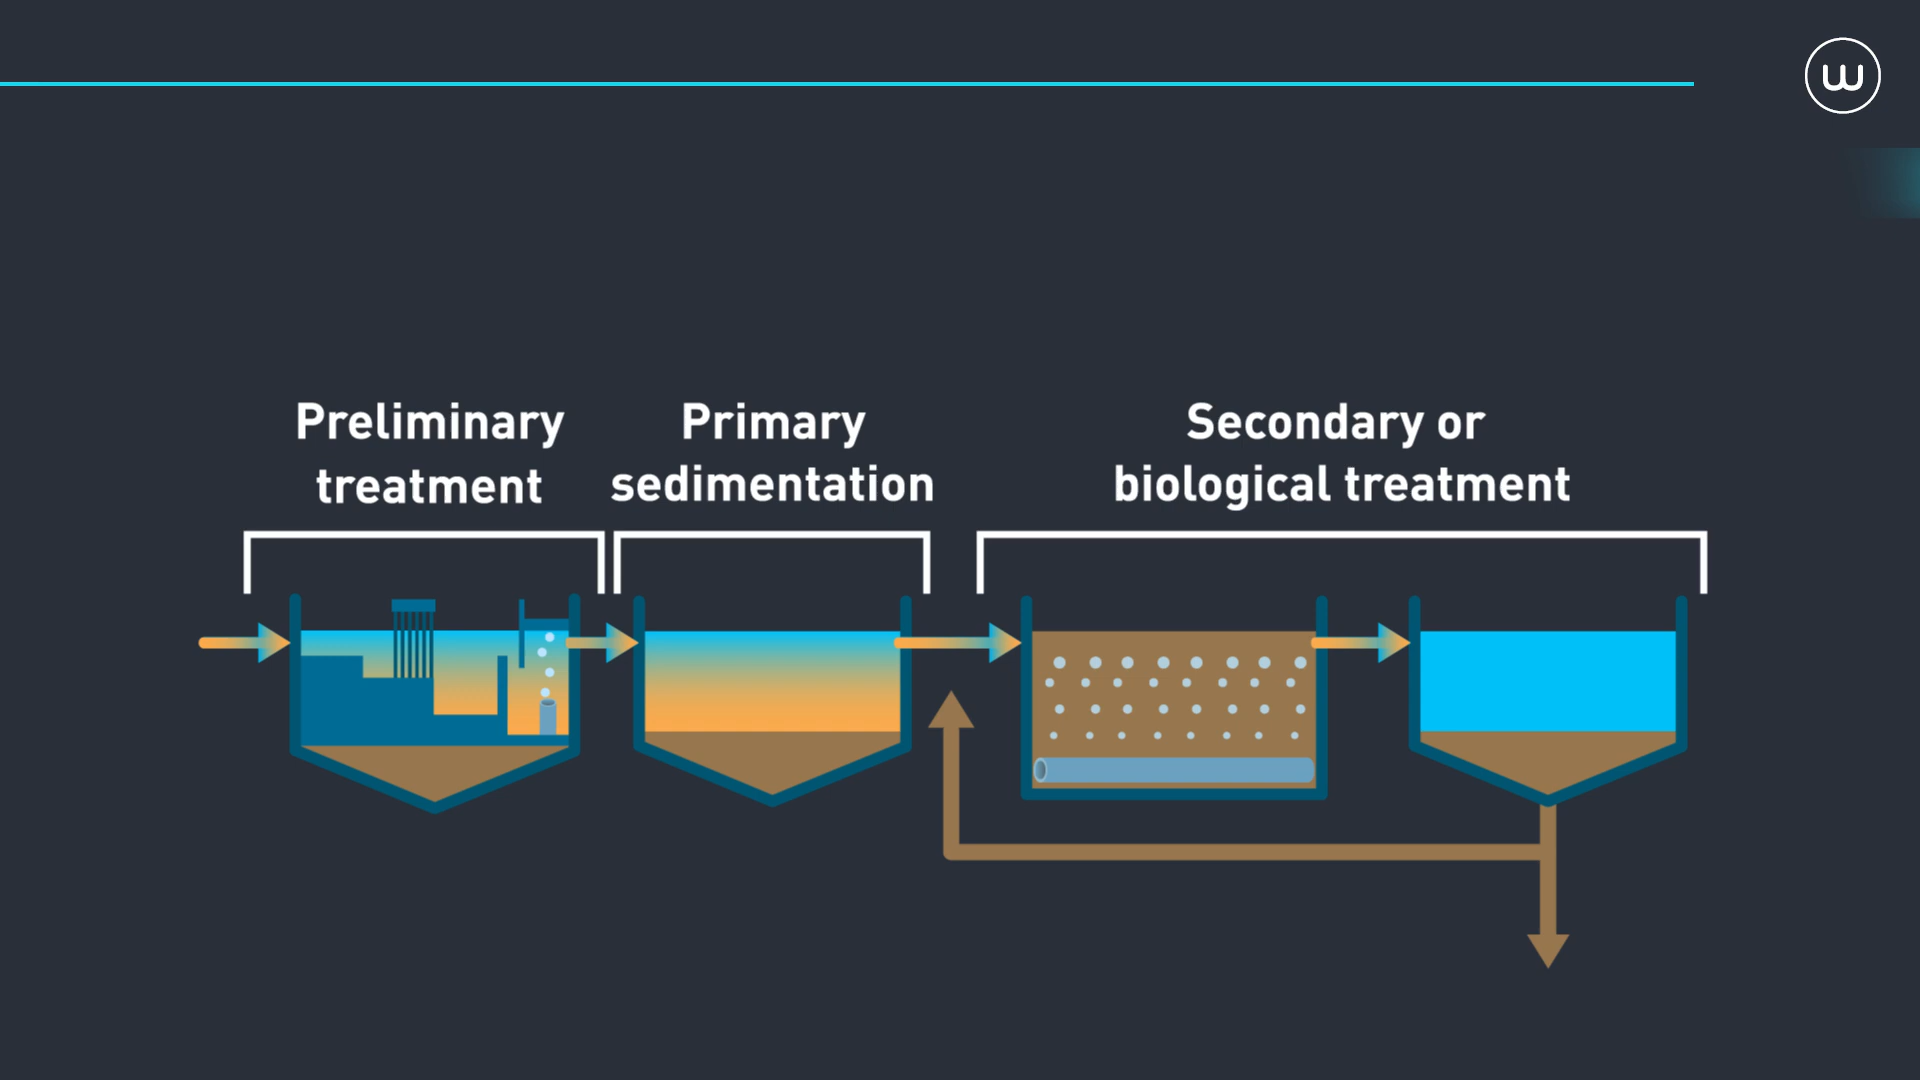 w
Preliminary
treatment
Primary
sedimentation
Secondary or
biological treatment